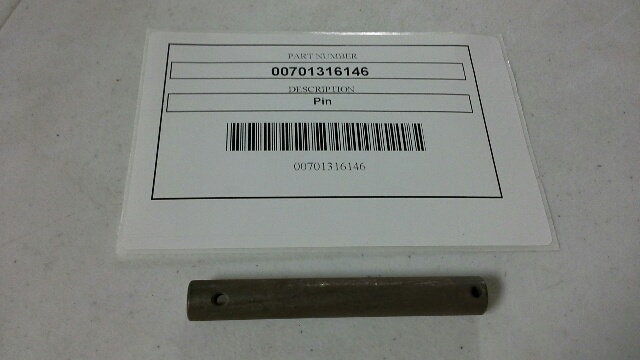 PART NUMBER
00701316146
DESCRIPTION
Pin
00701316146